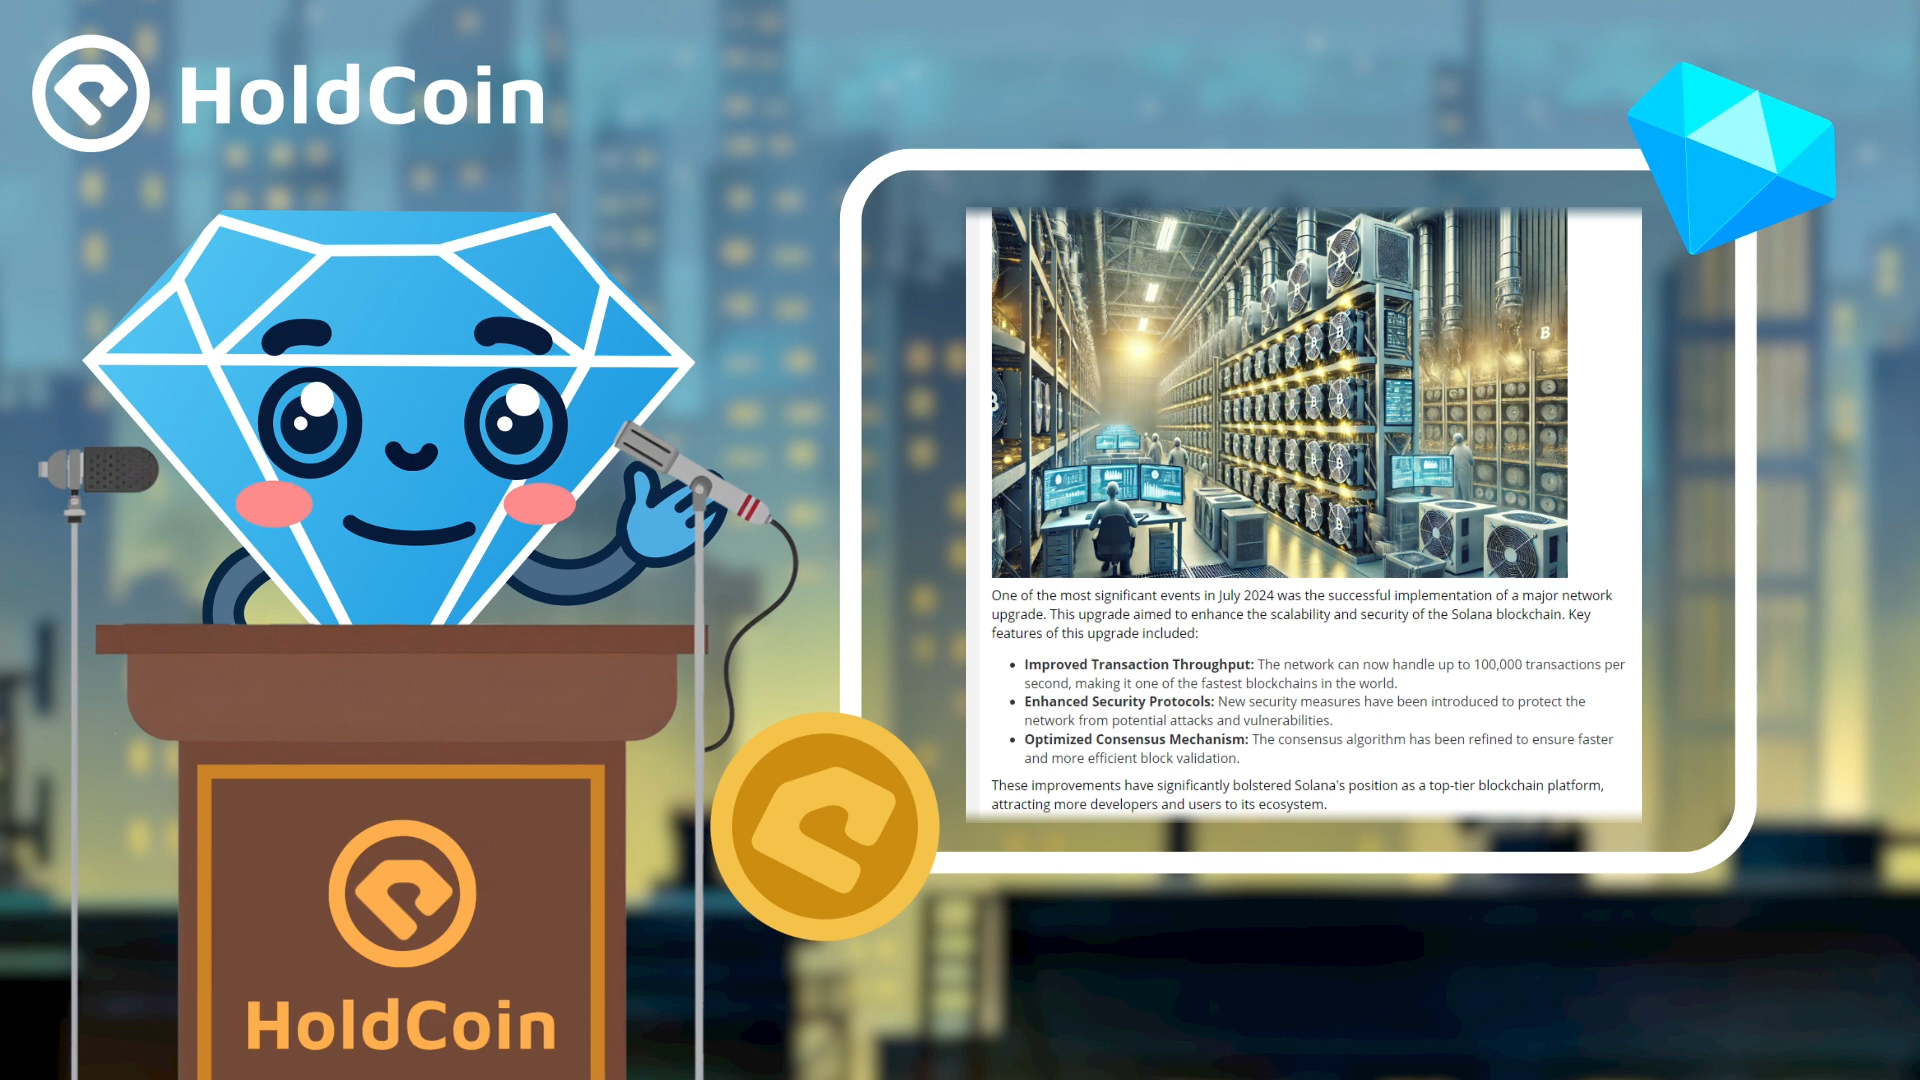 HoldCoin
One of the most significant events in July 2024 was the successful implementation of a major network
upgrade. This upgrade aimed to enhance the scalability and security of the Solana blockchain. Key
features of this upgrade included:
• Improved Transaction Throughput: The network can now handle up to 100,000 transactions per
second, making it one of the fastest blockchains in the world.
• Enhanced Security Protocols: New security measures have been introduced to protect the
network from potential attacks and vulnerabilities.
• Optimized Consensus Mechanism: The consensus algorithm has been refined to ensure faster
and more efficient block validation.
These improvements have significantly bolstered Solana's position as a top-tier blockchain platform,
attracting more developers and users to its ecosystem.
HoldCoin